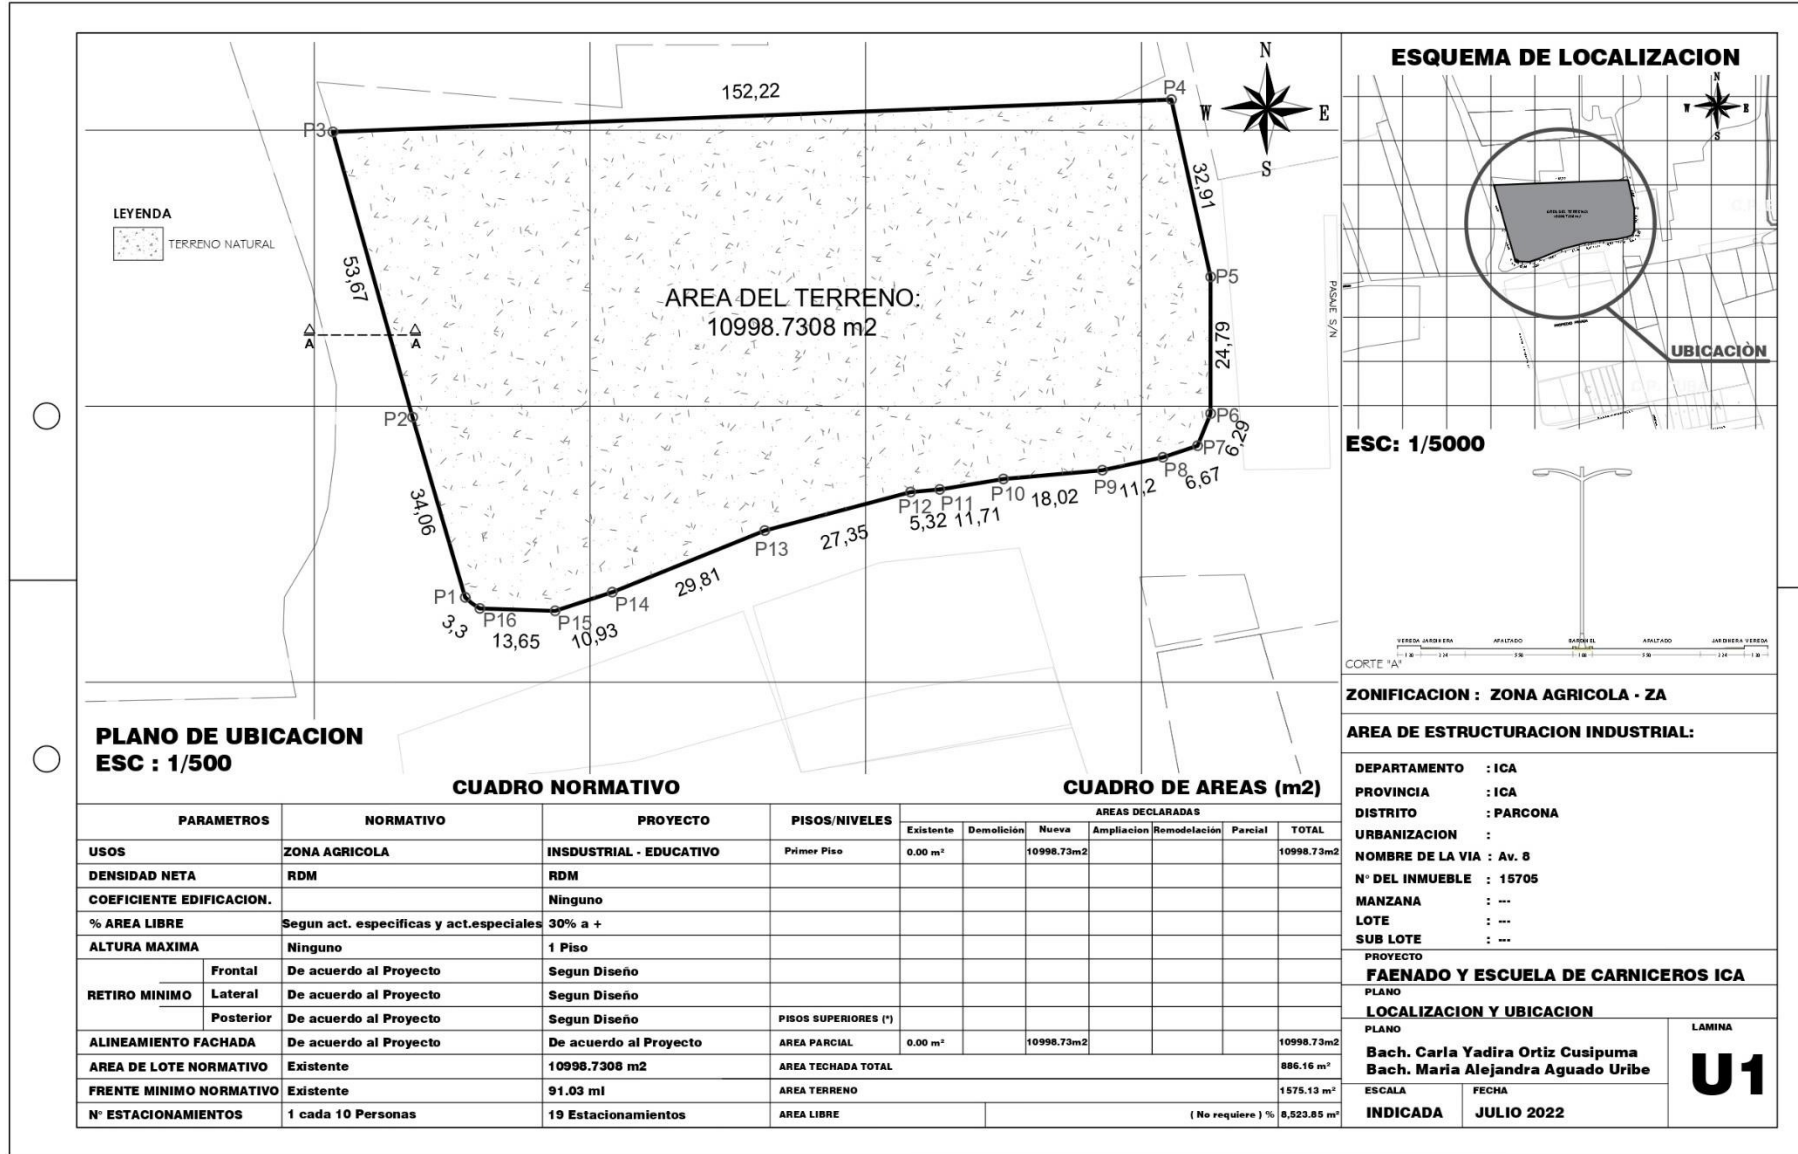 152,22
P3
P4
N
W
E
S
32,91
LEYENDA
TERRENO NATURAL
53,67
P5
AREA DEL TERRENO:
10998.7308 m2
PASAJE S/N
A
A
24,79
P2
P6
P7
6,29
34,06
P8
6,67
P9
11,2
P10
18,02
P11
11,71
P12
5,32
P13
27,35
29,81
P14
P1
3,3
P16
13,65
P15
10,93
PLANO DE UBICACION
ESC : 1/500
ESQUEMA DE LOCALIZACION
N
W
E
S
AREA DEL TERRENO:
UBICACIÒN
ESC: 1/5000
VEREDA JARDINERA AFALTADO BARDINEL AFALTADO JARDINERA VEREDA
CORTE "A"
ZONIFICACION : ZONA AGRICOLA - ZA
AREA DE ESTRUCTURACION INDUSTRIAL:
DEPARTAMENTO : ICA
PROVINCIA : ICA
DISTRITO : PARCONA
URBANIZACION :
NOMBRE DE LA VIA : Av. 8
N° DEL INMUEBLE : 15705
MANZANA : ---
LOTE : ---
SUB LOTE : ---
PROYECTO
FAENADO Y ESCUELA DE CARNICEROS ICA
PLANO
LOCALIZACION Y UBICACION
PLANO
Bach. Carla Yadira Ortiz Cusipuma
Bach. Maria Alejandra Aguado Uribe
LAMINA
U1
ESCALA
INDICADA
FECHA
JULIO 2022
CUADRO NORMATIVO
PARAMETROS NORMATIVO PROYECTO
USOS ZONA AGRICOLA INSDUSTRIAL - EDUCATIVO
DENSIDAD NETA RDM RDM
COEFICIENTE EDIFICACION. Ninguno
% AREA LIBRE Segun act. especificas y act.especiales 30% a +
ALTURA MAXIMA Ninguno 1 Piso
RETIRO MINIMO
Frontal De acuerdo al Proyecto Segun Diseño
Lateral De acuerdo al Proyecto Segun Diseño
Posterior De acuerdo al Proyecto Segun Diseño
ALINEAMIENTO FACHADA De acuerdo al Proyecto De acuerdo al Proyecto
AREA DE LOTE NORMATIVO Existente 10998.7308 m2
FRENTE MINIMO NORMATIVO Existente 91.03 ml
N° ESTACIONAMIENTOS 1 cada 10 Personas 19 Estacionamientos
CUADRO DE AREAS (m2)
PISOS/NIVELES AREAS DECLARADAS
Existente Demolición Nueva Ampliacion Remodelación Parcial TOTAL
Primer Piso 0.00 m² 10998.73m2 10998.73m2
PISOS SUPERIORES (*)
AREA PARCIAL 0.00 m² 10998.73m2 10998.73m2
AREA TECHADA TOTAL 886.16 m²
AREA TERRENO 1575.13 m²
AREA LIBRE ( No requiere ) % 8,523.85 m²